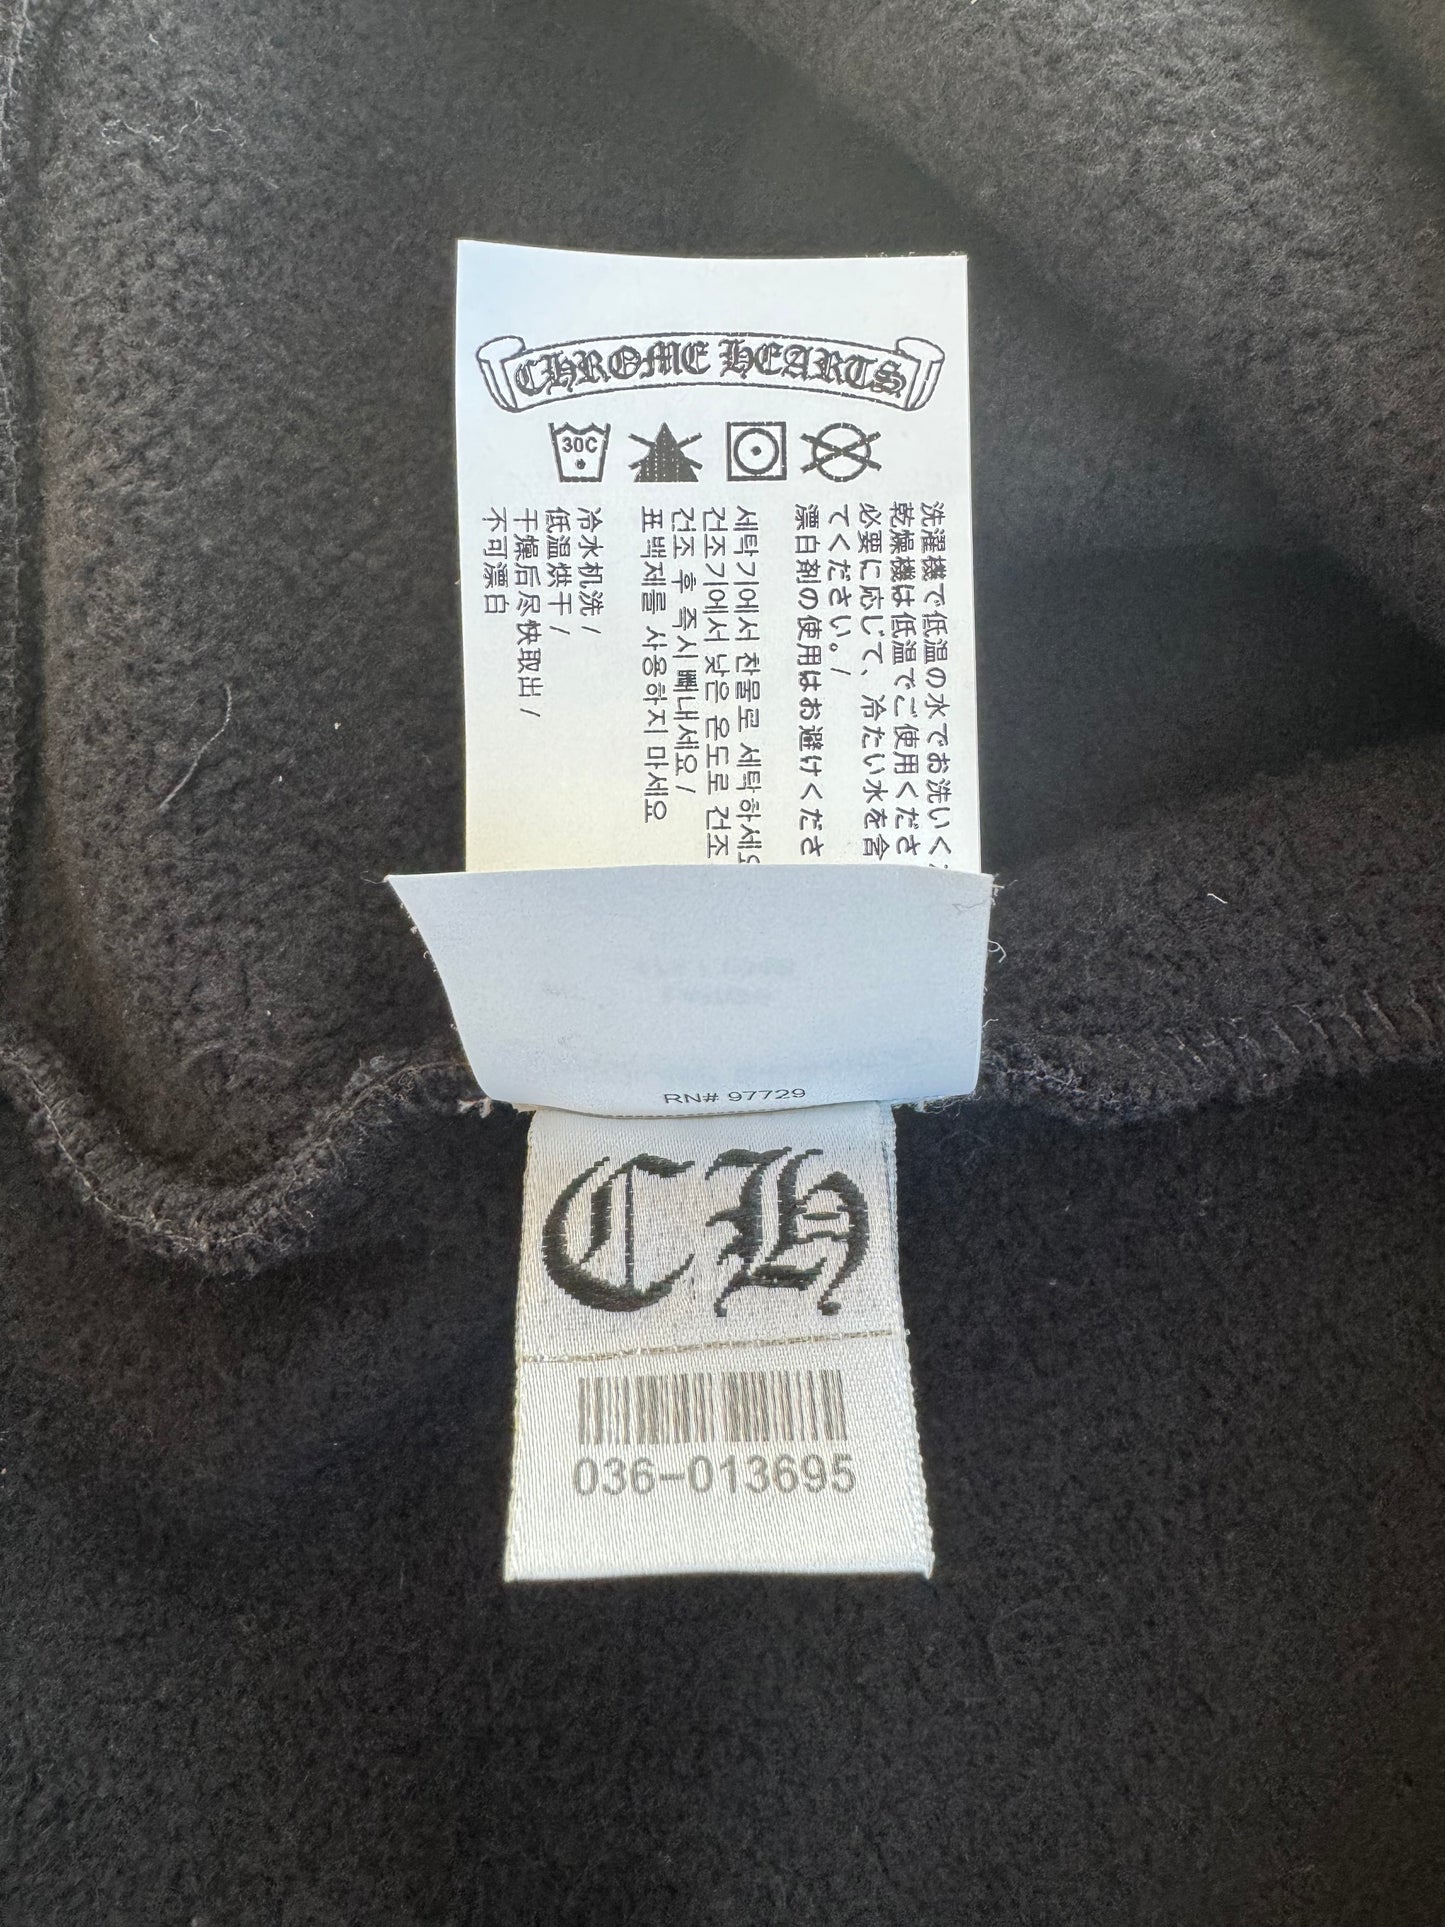 CHROME HEARTS
30C
洗濯機で低温の水でお洗いく
乾燥機は低温でご使用くださ
必要に応じて、冷たい水を含
てください。/
漂白剤の使用はお避けくださ
세탁기에서 찬물로 세탁하세요
건조기에서 낮은 온도로 건조
건조 후 즉시 빼내세요 /
표백제를 사용하지 마세요
冷水机洗 /
低温烘干 /
干燥后尽快取出 /
不可漂白
RN# 97729
CH
036-013695